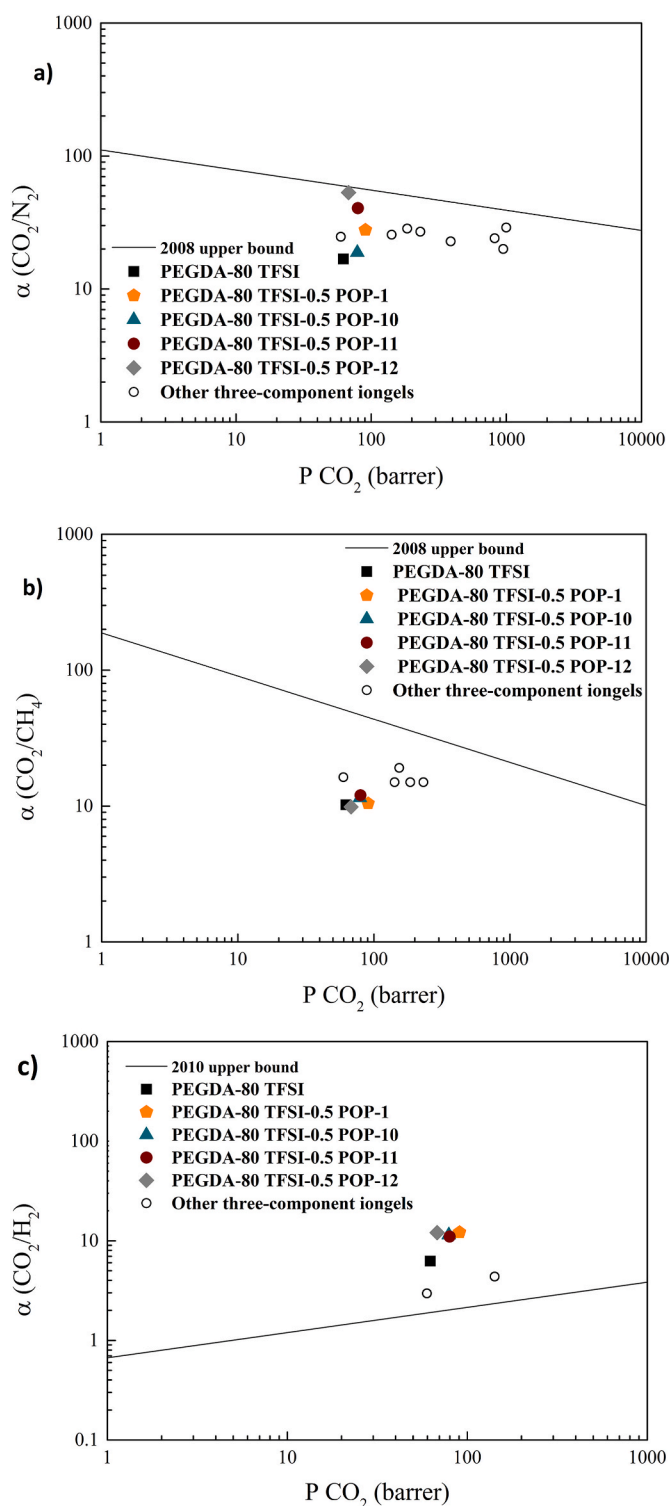 a)
1000
100
10
1
α (CO₂/N₂)
2008 upper bound
PEGDA-80 TFSI
PEGDA-80 TFSI-0.5 POP-1
PEGDA-80 TFSI-0.5 POP-10
PEGDA-80 TFSI-0.5 POP-11
PEGDA-80 TFSI-0.5 POP-12
Other three-component iongels
1 10 100 1000 10000
P CO₂ (barrer)
b)
1000
100
10
1
α (CO₂/CH₄)
2008 upper bound
PEGDA-80 TFSI
PEGDA-80 TFSI-0.5 POP-1
PEGDA-80 TFSI-0.5 POP-10
PEGDA-80 TFSI-0.5 POP-11
PEGDA-80 TFSI-0.5 POP-12
Other three-component iongels
1 10 100 1000 10000
P CO₂ (barrer)
c)
1000
100
10
1
0.1
α (CO₂/H₂)
2010 upper bound
PEGDA-80 TFSI
PEGDA-80 TFSI-0.5 POP-1
PEGDA-80 TFSI-0.5 POP-10
PEGDA-80 TFSI-0.5 POP-11
PEGDA-80 TFSI-0.5 POP-12
Other three-component iongels
1 10 100 1000
P CO₂ (barrer)